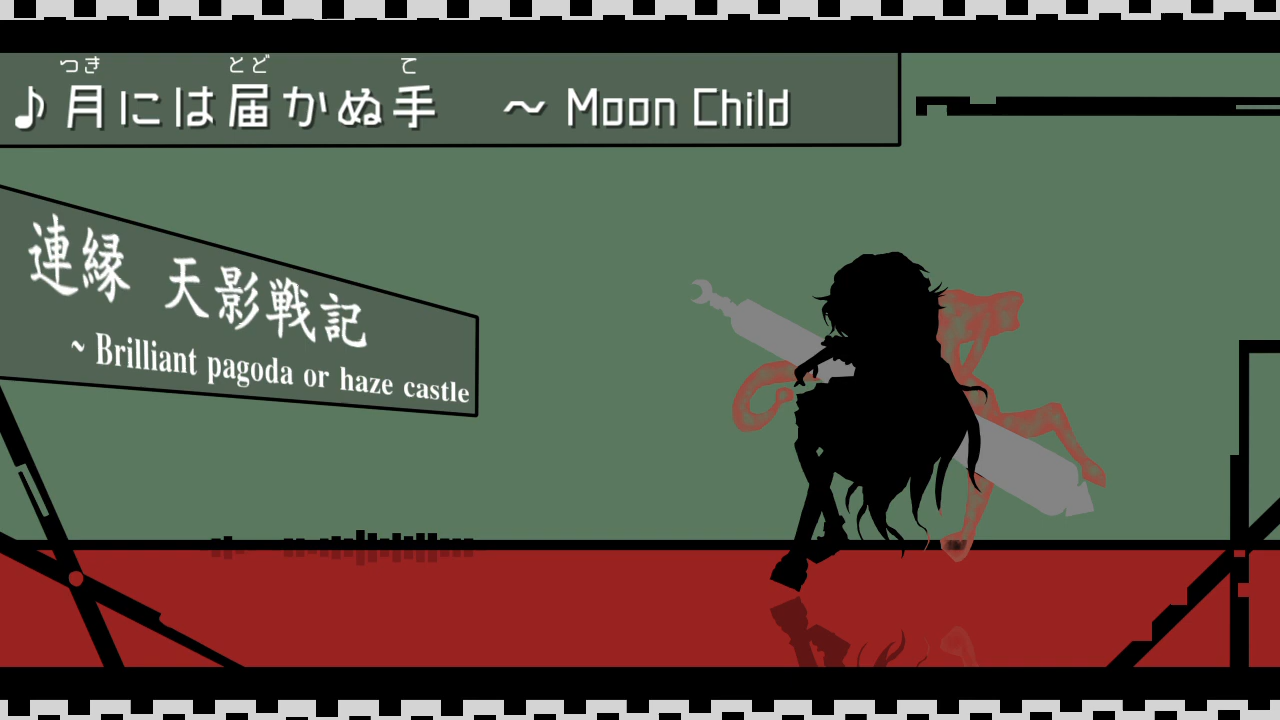 つき とど て
♪月には届かぬ手 ～ Moon Child
連縁 天影戦記
~ Brilliant pagoda or haze castle